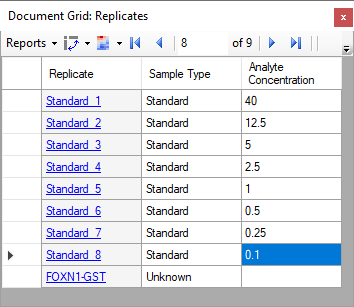 Document Grid: Replicates x
Reports 8 of 9
Replicate Sample Type Analyte Concentration
Standard_1 Standard 40
Standard_2 Standard 12.5
Standard_3 Standard 5
Standard_4 Standard 2.5
Standard_5 Standard 1
Standard_6 Standard 0.5
Standard_7 Standard 0.25
Standard_8 Standard 0.1
FOXN1-GST Unknown